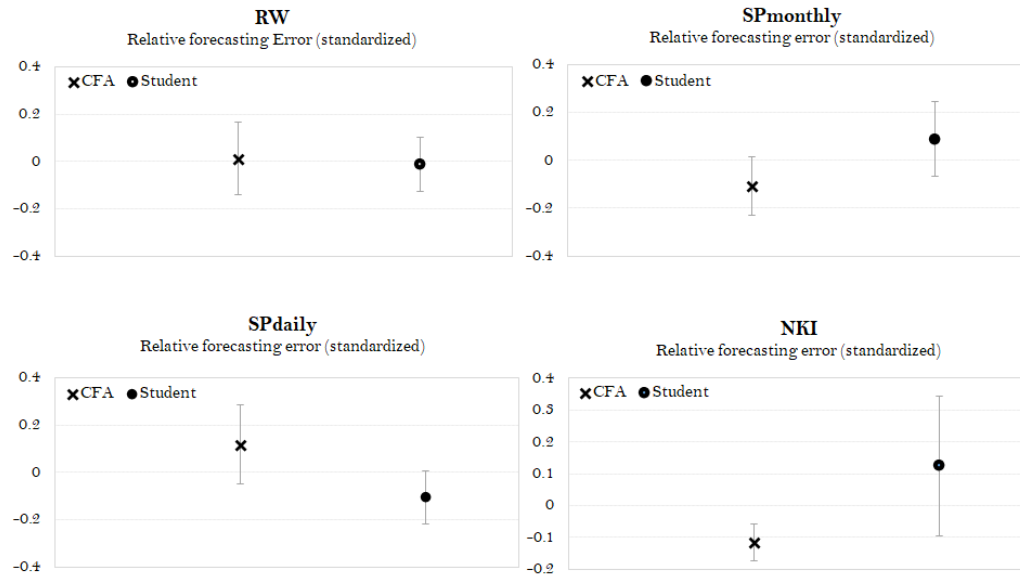 RW
Relative forecasting Error (standardized)
0.4
CFA Student
0.2
0
-0.2
-0.4
SPmonthly
Relative forecasting error (standardized)
0.4
CFA Student
0.2
0
-0.2
-0.4
SPdaily
Relative forecasting error (standardized)
0.4
CFA Student
0.2
0
-0.2
-0.4
NKI
Relative forecasting error (standardized)
0.4
CFA Student
0.3
0.2
0.1
0
-0.1
-0.2